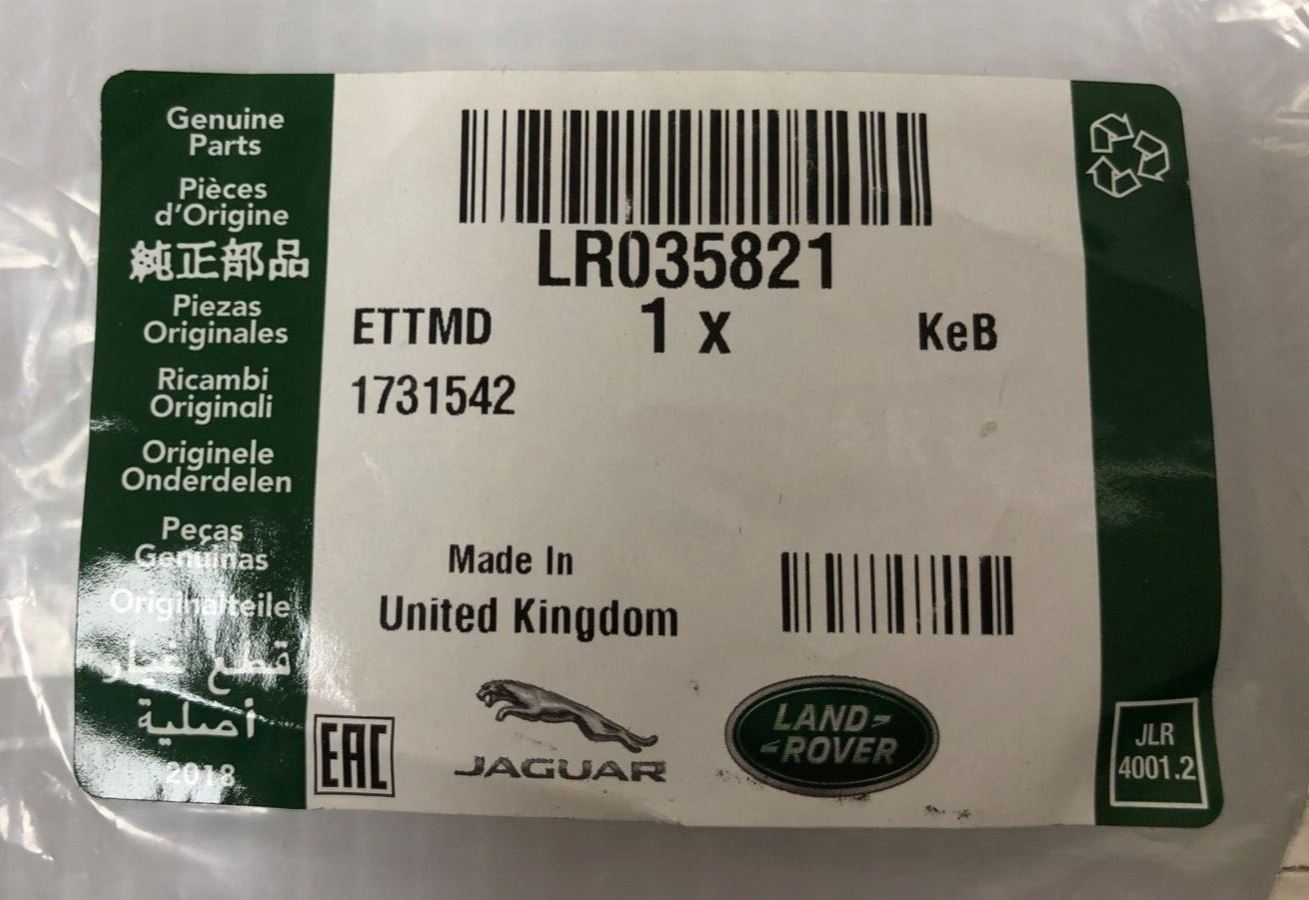 Genuine
Parts
Pièces
d'Origine
純正部品
Piezas
Originales
Ricambi
Originali
Originele
Onderdelen
Peças
Genuínas
Originalteile
قطع غيار
أصلية
2018
LR035821
ETTMD 1 x KeB
1731542
Made In
United Kingdom
EAC
JAGUAR
LAND-
-ROVER
JLR
4001.2